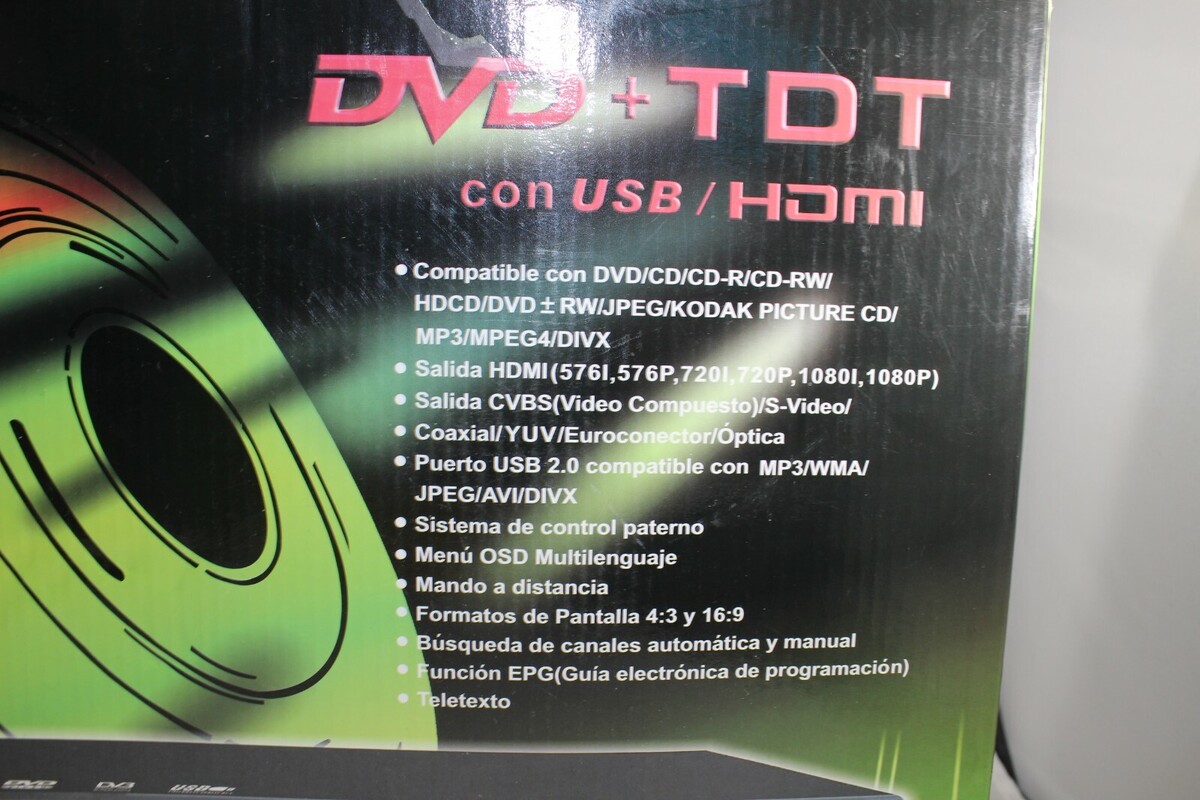 DVD + TDT
con USB / HDMI
• Compatible con DVD/CD/CD-R/CD-RW/
HDCD/DVD ± RW/JPEG/KODAK PICTURE CD/
MP3/MPEG4/DIVX
• Salida HDMI(576I,576P,720I,720P,1080I,1080P)
• Salida CVBS(Video Compuesto)/S-Video/
• Coaxial/YUV/Euroconector/Óptica
• Puerto USB 2.0 compatible con MP3/WMA/
JPEG/AVI/DIVX
• Sistema de control paterno
• Menú OSD Multilenguaje
• Mando a distancia
• Formatos de Pantalla 4:3 y 16:9
• Búsqueda de canales automática y manual
• Función EPG(Guía electrónica de programación)
• Teletexto
DVD DVB USB